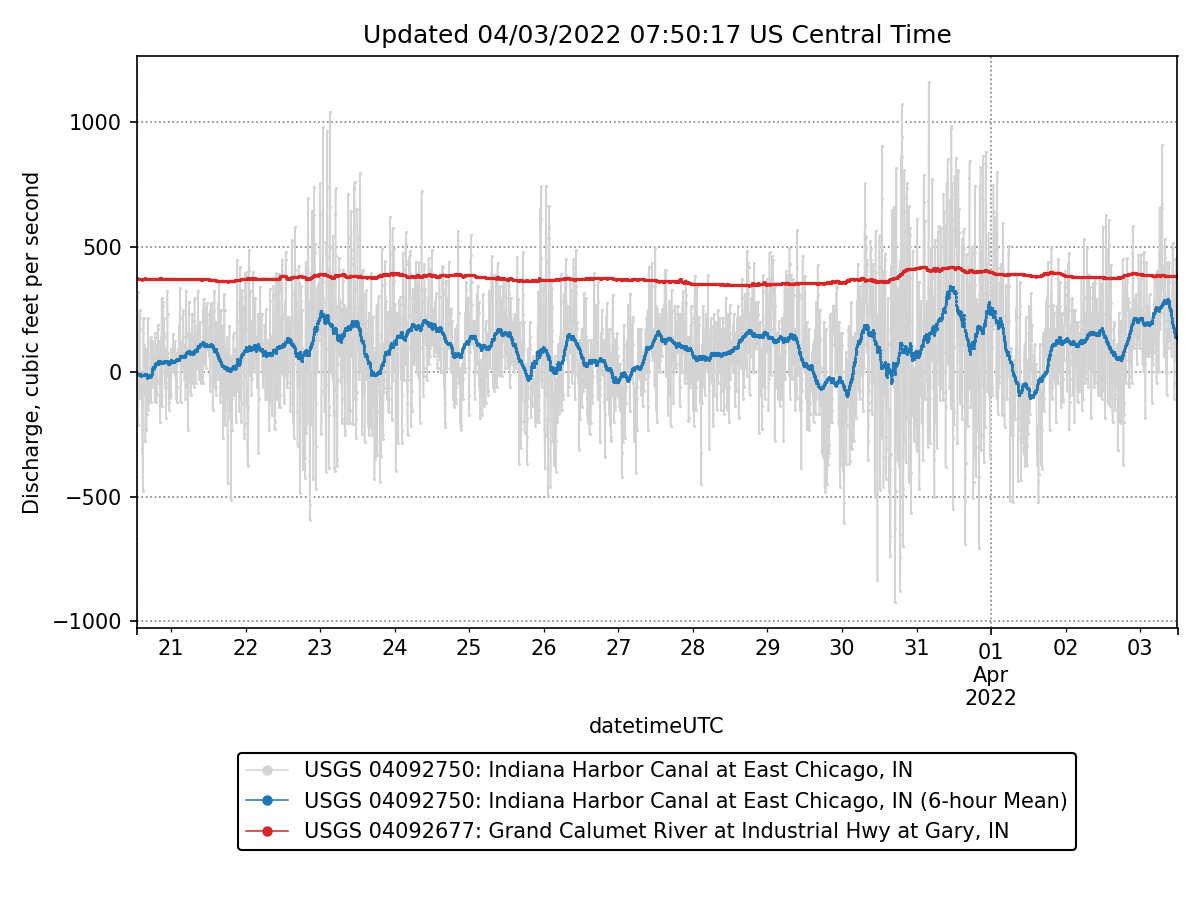 Updated 04/03/2022 07:50:17 US Central Time
Discharge, cubic feet per second
1000
500
0
−500
−1000
21 22 23 24 25 26 27 28 29 30 31 01 02 03
Apr
2022
datetimeUTC
USGS 04092750: Indiana Harbor Canal at East Chicago, IN
USGS 04092750: Indiana Harbor Canal at East Chicago, IN (6-hour Mean)
USGS 04092677: Grand Calumet River at Industrial Hwy at Gary, IN